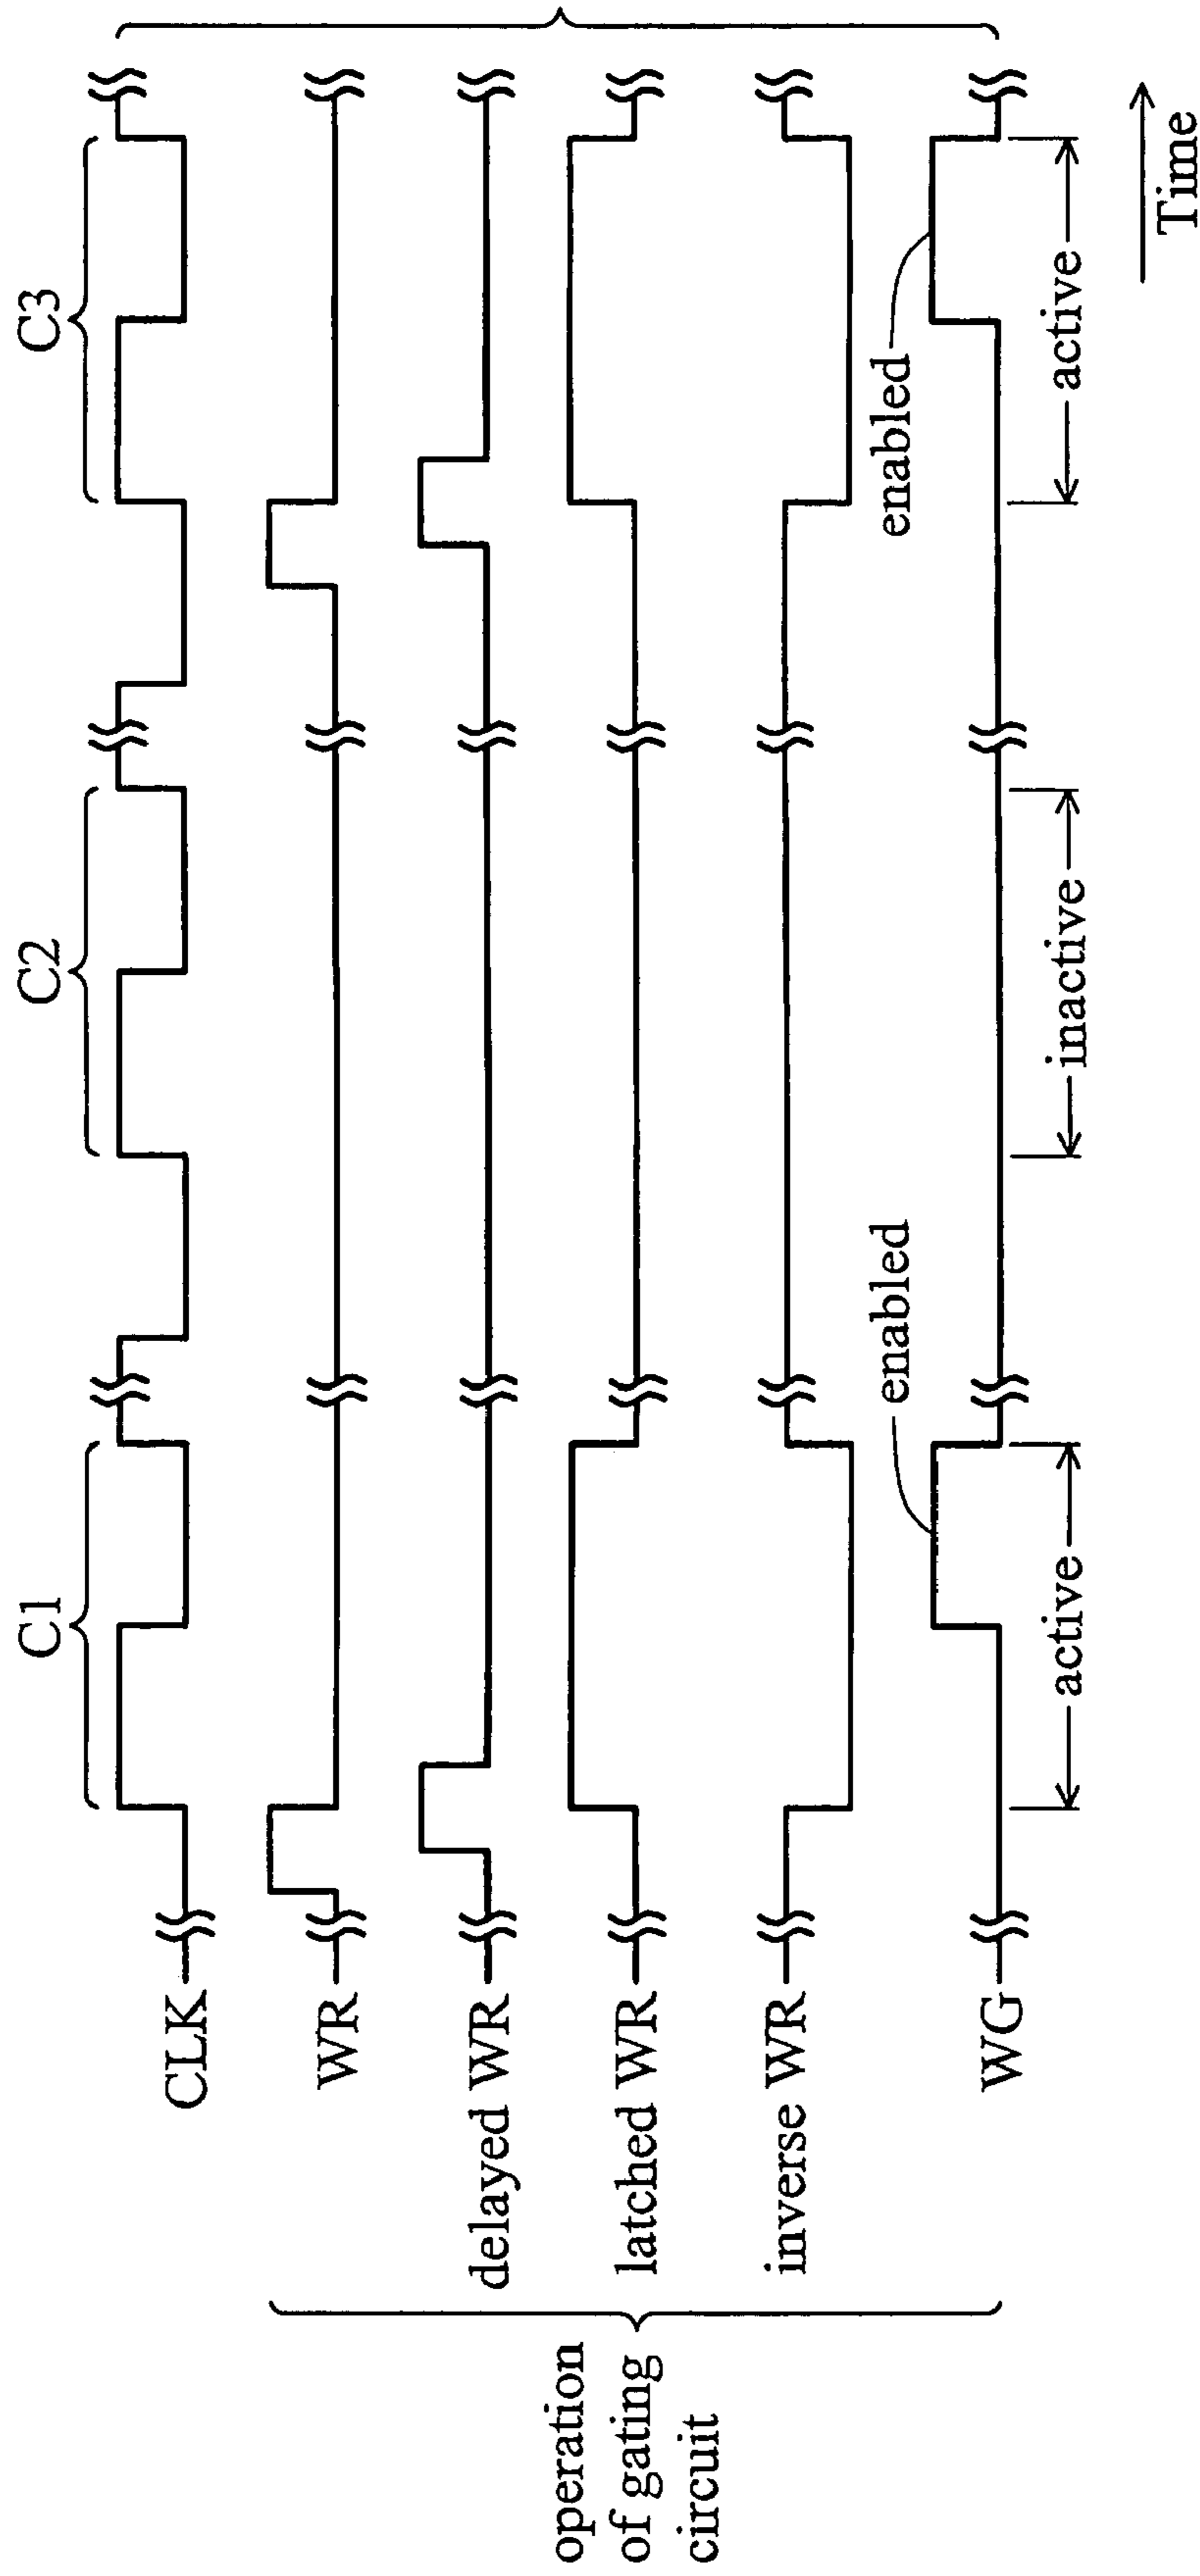 C1
C2
C3
CLK
WR
delayed WR
latched WR
inverse WR
WG
operation
of gating
circuit
enabled
enabled
active
inactive
active
Time